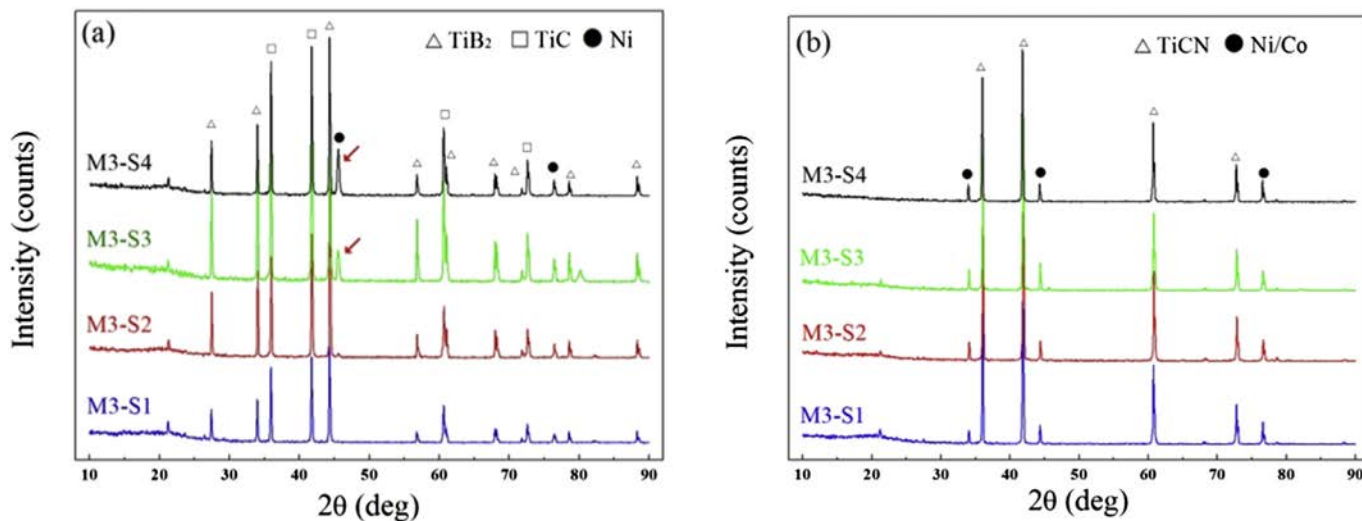 (a)
TiB₂
TiC
Ni
M3-S4
M3-S3
M3-S2
M3-S1
Intensity (counts)
10 20 30 40 50 60 70 80 90
2θ (deg)
(b)
TiCN
Ni/Co
M3-S4
M3-S3
M3-S2
M3-S1
Intensity (counts)
10 20 30 40 50 60 70 80 90
2θ (deg)